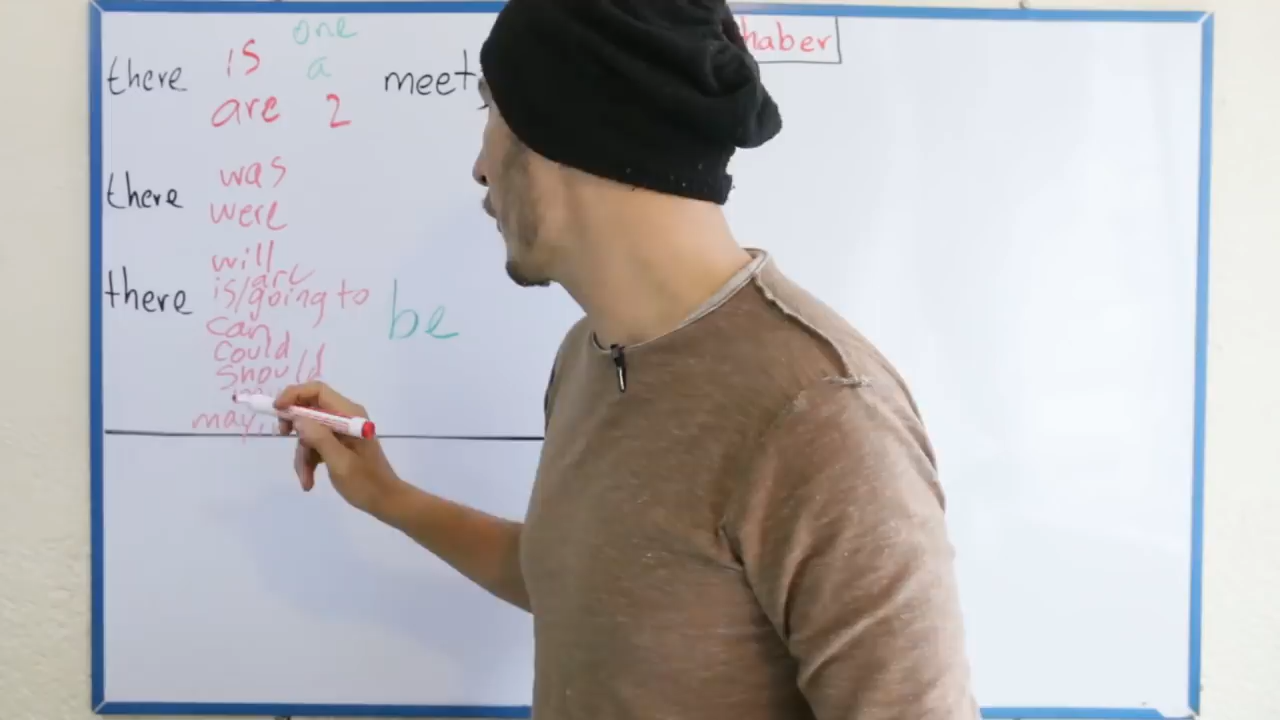 one
there is a meet
are 2
haber
there was
were
will
are
there is/going to be
can
could
should
may,